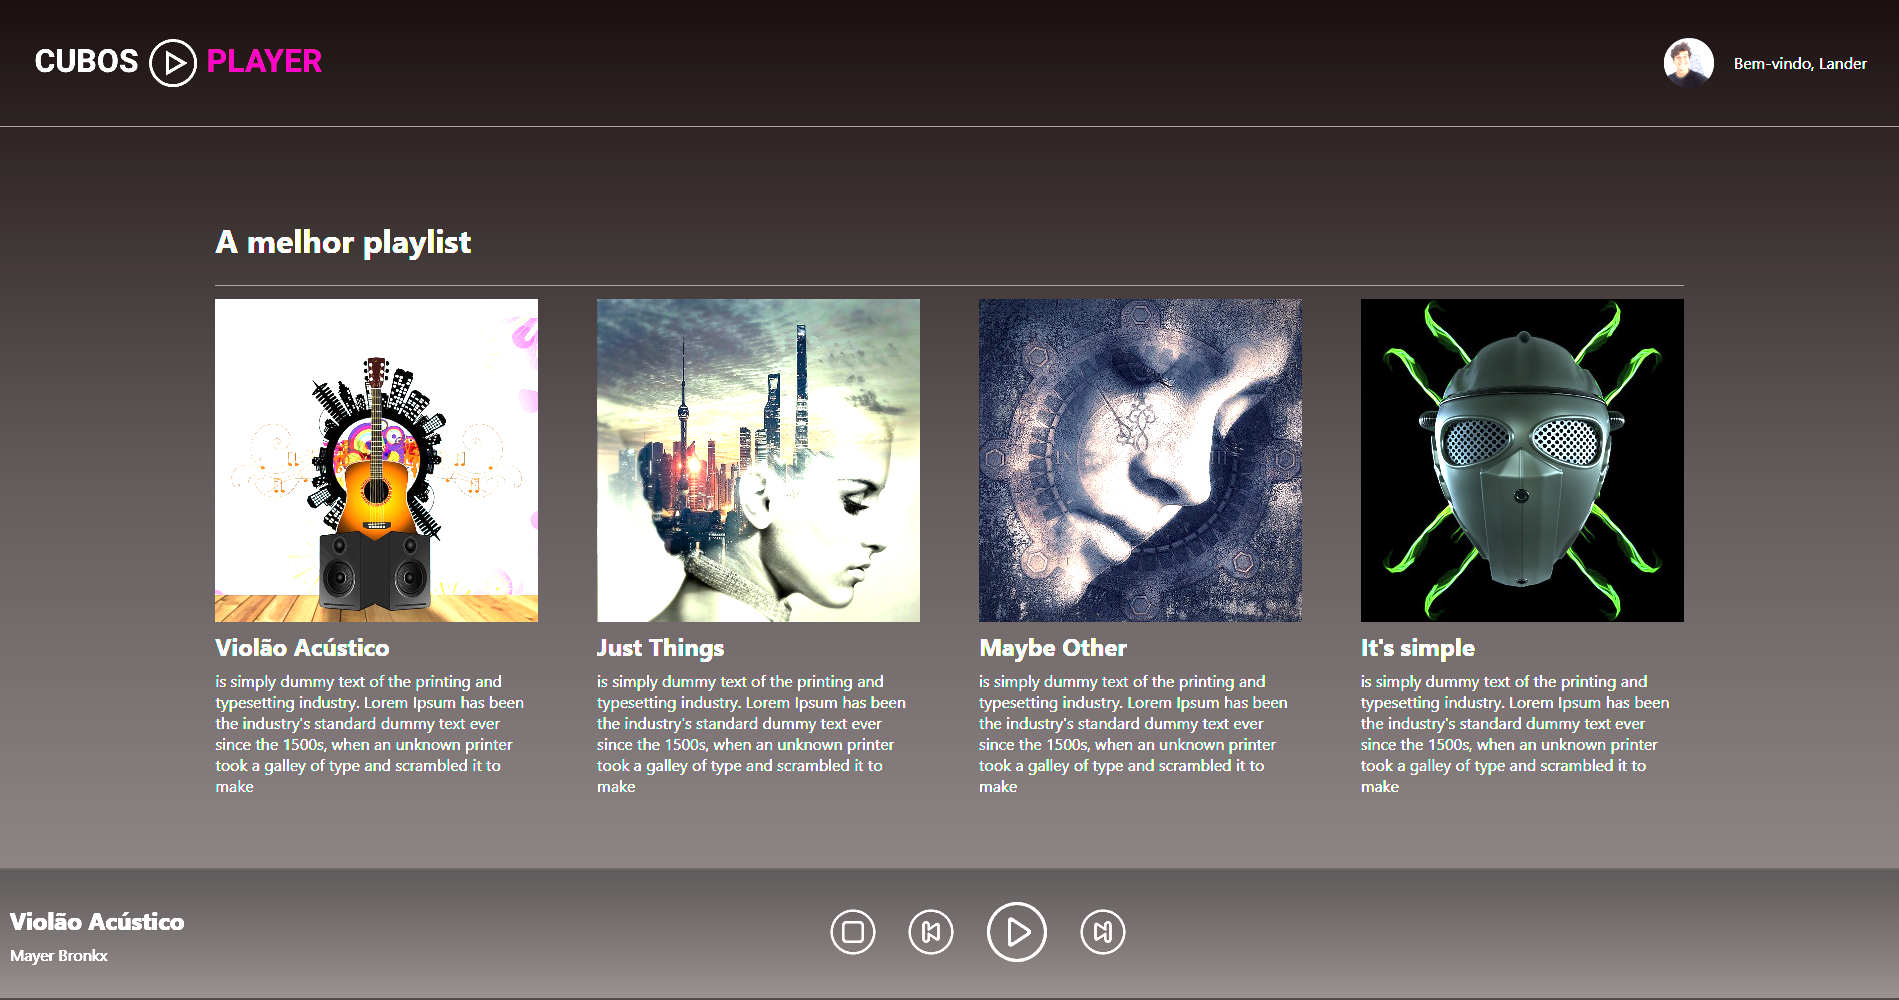 CUBOS PLAYER
Bem-vindo, Lander
A melhor playlist
Violão Acústico
is simply dummy text of the printing and
typesetting industry. Lorem Ipsum has been
the industry's standard dummy text ever
since the 1500s, when an unknown printer
took a galley of type and scrambled it to
make
Just Things
is simply dummy text of the printing and
typesetting industry. Lorem Ipsum has been
the industry's standard dummy text ever
since the 1500s, when an unknown printer
took a galley of type and scrambled it to
make
Maybe Other
is simply dummy text of the printing and
typesetting industry. Lorem Ipsum has been
the industry's standard dummy text ever
since the 1500s, when an unknown printer
took a galley of type and scrambled it to
make
It's simple
is simply dummy text of the printing and
typesetting industry. Lorem Ipsum has been
the industry's standard dummy text ever
since the 1500s, when an unknown printer
took a galley of type and scrambled it to
make
Violão Acústico
Mayer Bronkx